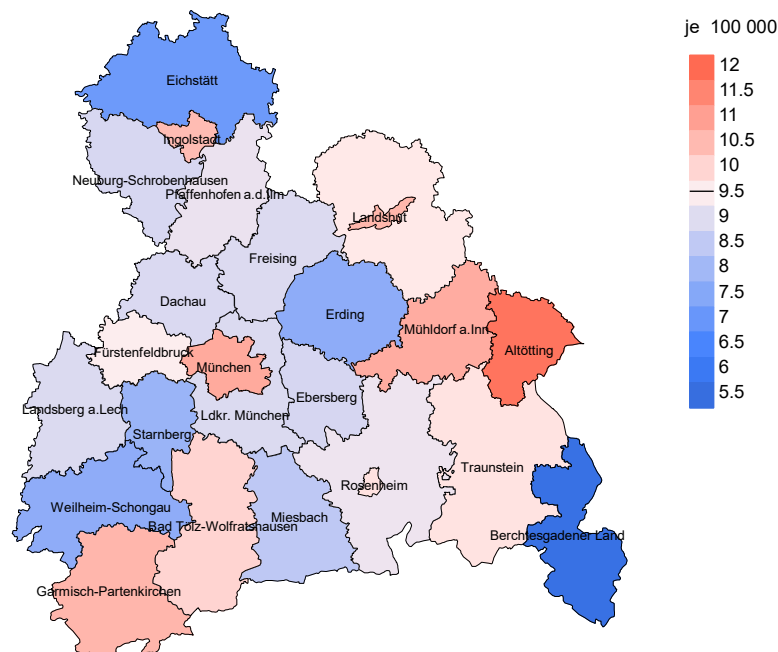 je 100 000
12
11.5
11
10.5
10
9.5
9
8.5
8
7.5
7
6.5
6
5.5
Eichstätt
Ingolstadt
Neuburg-Schrobenhausen
Pfaffenhofen a.d.Ilm
Landshut
Freising
Dachau
Erding
Mühldorf a.Inn
Altötting
Fürstenfeldbruck
München
Ebersberg
Landsberg a.Lech
Ldkr. München
Starnberg
Traunstein
Rosenheim
Weilheim-Schongau
Miesbach
Bad Tölz-Wolfratshausen
Berchtesgadener Land
Garmisch-Partenkirchen